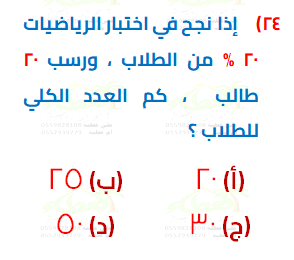 ٢٤) إذا نجح في اختبار الرياضيات
٢٠ % من الطلاب ، ورسب ٢٠
طالب ، كم العدد الكلي
للطلاب ؟
(أ) ٢٠ (ب) ٢٥
(ج) ٣٠ (د) ٥٠